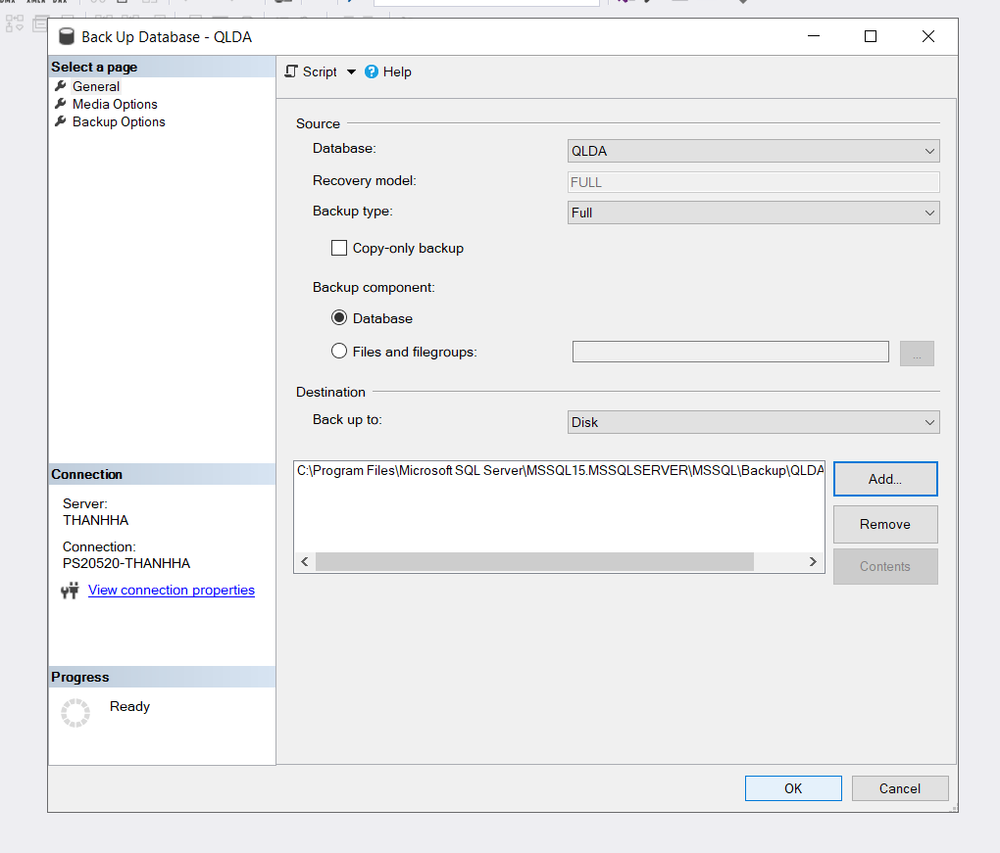 Back Up Database - QLDA
Select a page
General
Media Options
Backup Options
Script
Help
Source
Database:
QLDA
Recovery model:
FULL
Backup type:
Full
Copy-only backup
Backup component:
Database
Files and filegroups:
...
Destination
Back up to:
Disk
C:\Program Files\Microsoft SQL Server\MSSQL15.MSSQLSERVER\MSSQL\Backup\QLDA
Add...
Remove
Contents
Connection
Server:
THANHHA
Connection:
PS20520-THANHHA
View connection properties
Progress
Ready
OK
Cancel